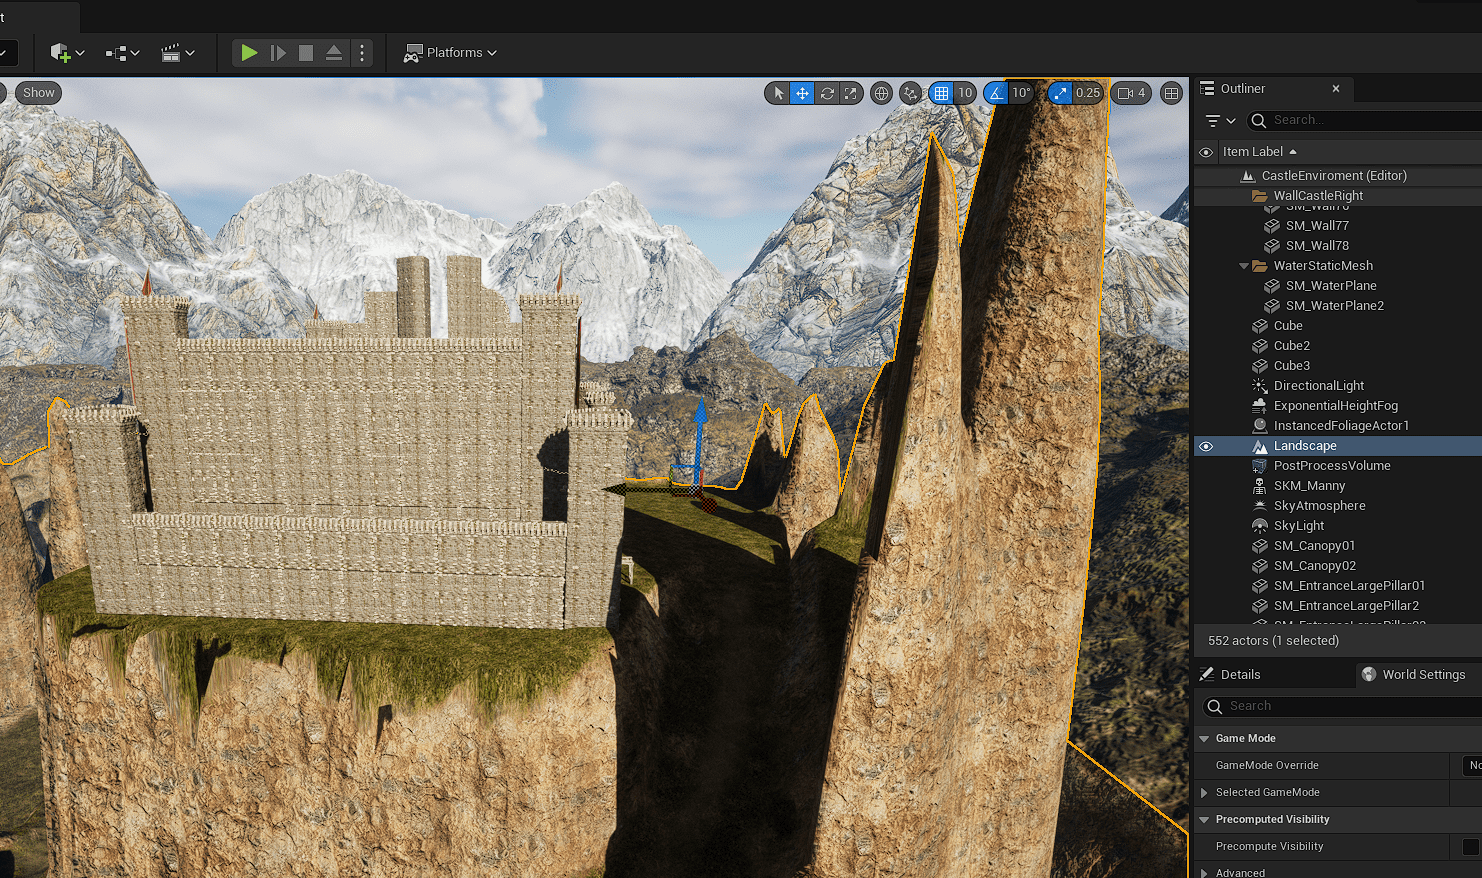 t
Platforms
Show
10
10°
0.25
4
Outliner
Search...
Item Label
CastleEnviroment (Editor)
WallCastleRight
SM_Wall76
SM_Wall77
SM_Wall78
WaterStaticMesh
SM_WaterPlane
SM_WaterPlane2
Cube
Cube2
Cube3
DirectionalLight
ExponentialHeightFog
InstancedFoliageActor1
Landscape
PostProcessVolume
SKM_Manny
SkyAtmosphere
SkyLight
SM_Canopy01
SM_Canopy02
SM_EntranceLargePillar01
SM_EntranceLargePillar2
552 actors (1 selected)
Details
World Settings
Search
Game Mode
GameMode Override
No
Selected GameMode
Precomputed Visibility
Precompute Visibility
Advanced